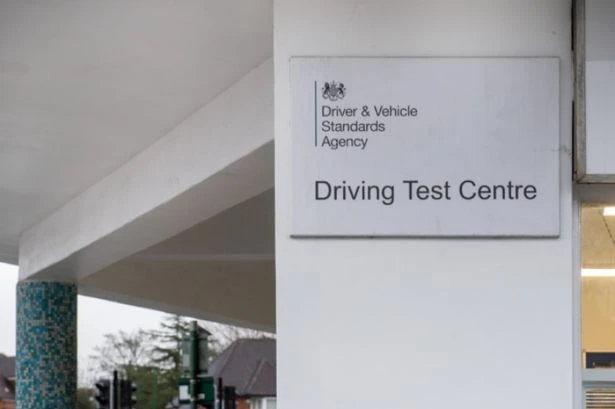 Driver & Vehicle
Standards
Agency
Driving Test Centre